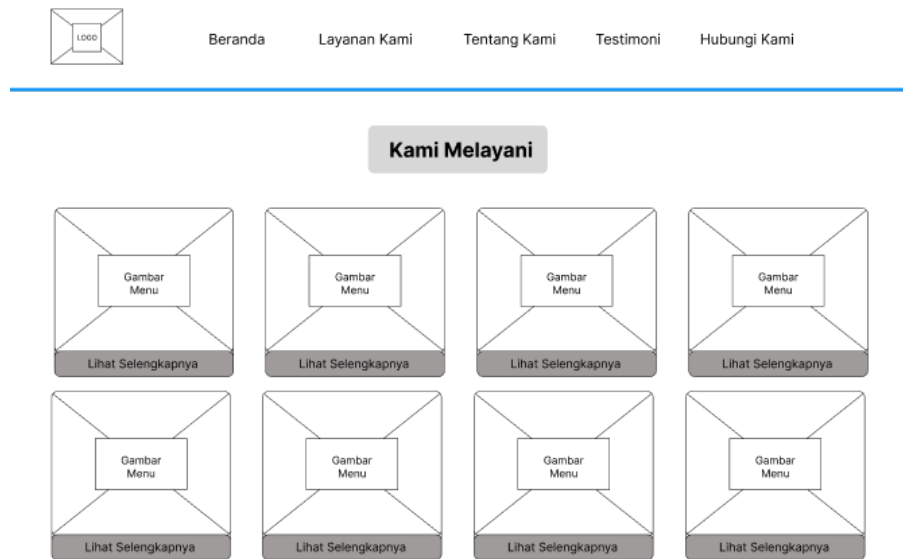 LOGO
Beranda Layanan Kami Tentang Kami Testimoni Hubungi Kami
Kami Melayani
Gambar
Menu
Gambar
Menu
Gambar
Menu
Gambar
Menu
Lihat Selengkapnya
Lihat Selengkapnya
Lihat Selengkapnya
Lihat Selengkapnya
Gambar
Menu
Gambar
Menu
Gambar
Menu
Gambar
Menu
Lihat Selengkapnya
Lihat Selengkapnya
Lihat Selengkapnya
Lihat Selengkapnya